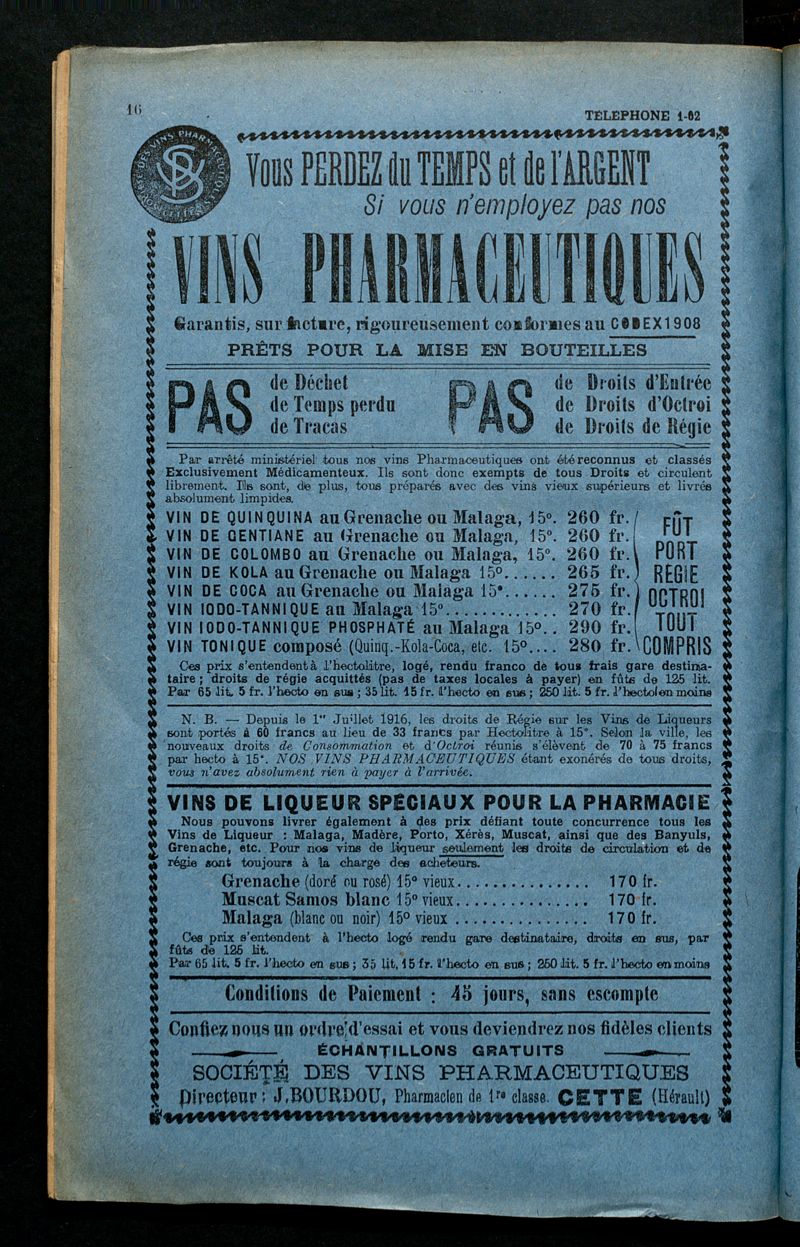 16
TELEPHONE 1-02
Vous PERDEZ du TEMPS et de l'ARGENT
Si vous n'employez pas nos
VINS PHARMACEUTIQUES
Garantis, sur facture, rigoureusement conformes au CODEX 1908
PRÊTS POUR LA MISE EN BOUTEILLES
PAS de Déchet
de Temps perdu
de Tracas
PAS de Droits d'Entrée
de Droits d'Octroi
de Droits de Régie
Par arrêté ministériel tous nos vins Pharmaceutiques ont été reconnus et classés
Exclusivement Médicamenteux. Ils sont donc exempts de tous Droits et circulent
librement. Ils sont, de plus, tous préparés avec des vins vieux supérieurs et livrés
absolument limpides.
VIN DE QUINQUINA au Grenache ou Malaga, 15°. 260 fr.
VIN DE GENTIANE au Grenache ou Malaga, 15°. 260 fr.
VIN DE COLOMBO au Grenache ou Malaga, 15°. 260 fr.
VIN DE KOLA au Grenache ou Malaga 15°...... 265 fr.
VIN DE COCA au Grenache ou Malaga 15°...... 275 fr.
VIN IODO-TANNIQUE au Malaga 15°............. 270 fr.
VIN IODO-TANNIQUE PHOSPHATÉ au Malaga 15°.. 290 fr.
VIN TONIQUE composé (Quinq.-Kola-Coca, etc. 15°.... 280 fr.
FÛT
PORT
RÉGIE
OCTROI
TOUT
COMPRIS
Ces prix s'entendent à l'hectolitre, logé, rendu franco de tous frais gare destina-
taire ; droits de régie acquittés (pas de taxes locales à payer) en fûts de 125 lit.
Par 65 lit. 5 fr. l'hecto en sus ; 35 lit. 15 fr. l'hecto en sus ; 250 lit. 5 fr. l'hecto en moins
N. B. — Depuis le 1er Juillet 1916, les droits de Régie sur les Vins de Liqueurs
sont portés à 60 francs au lieu de 33 francs par Hectolitre à 15°. Selon la ville, les
nouveaux droits de Consommation et d'Octroi réunis s'élèvent de 70 à 75 francs
par hecto à 15°. NOS VINS PHARMACEUTIQUES étant exonérés de tous droits,
vous n'avez absolument rien à payer à l'arrivée.
VINS DE LIQUEUR SPÉCIAUX POUR LA PHARMACIE
Nous pouvons livrer également à des prix défiant toute concurrence tous les
Vins de Liqueur : Malaga, Madère, Porto, Xérès, Muscat, ainsi que des Banyuls,
Grenache, etc. Pour nos vins de liqueur seulement les droits de circulation et de
régie sont toujours à la charge des acheteurs.
Grenache (doré ou rosé) 15° vieux............... 170 fr.
Muscat Samos blanc 15° vieux............... 170 fr.
Malaga (blanc ou noir) 15° vieux ............... 170 fr.
Ces prix s'entendent à l'hecto logé rendu gare destinataire, droits en sus, par
fûts de 125 lit.
Par 65 lit. 5 fr. l'hecto en sus ; 35 lit. 15 fr. l'hecto en sus ; 250 lit. 5 fr. l'hecto en moins
Conditions de Paiement : 45 jours, sans escompte
Confiez nous un ordre d'essai et vous deviendrez nos fidèles clients
ÉCHANTILLONS GRATUITS
SOCIÉTÉ DES VINS PHARMACEUTIQUES
Directeur : J. BOURDOU, Pharmacien de 1re classe. CETTE (Hérault)